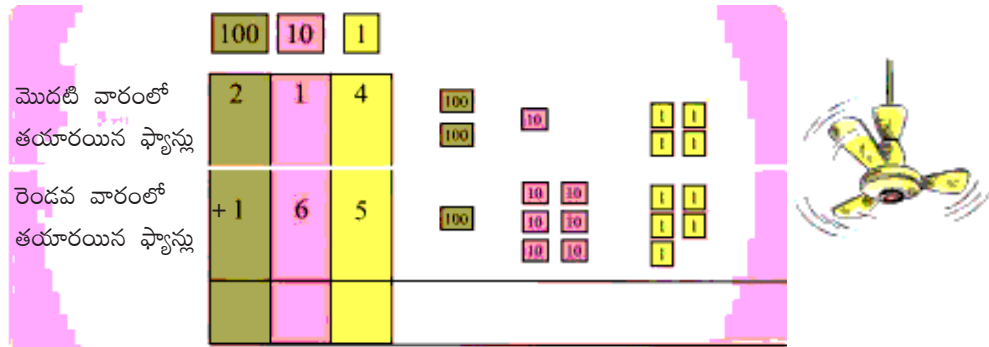 100 10 1
మొదటి వారంలో
తయారయిన ఫ్యాన్లు
2 1 4
100 10 1 1
100 1 1
రెండవ వారంలో
తయారయిన ఫ్యాన్లు
+ 1 6 5
10 10 1 1
100 10 10 1 1
10 10 1